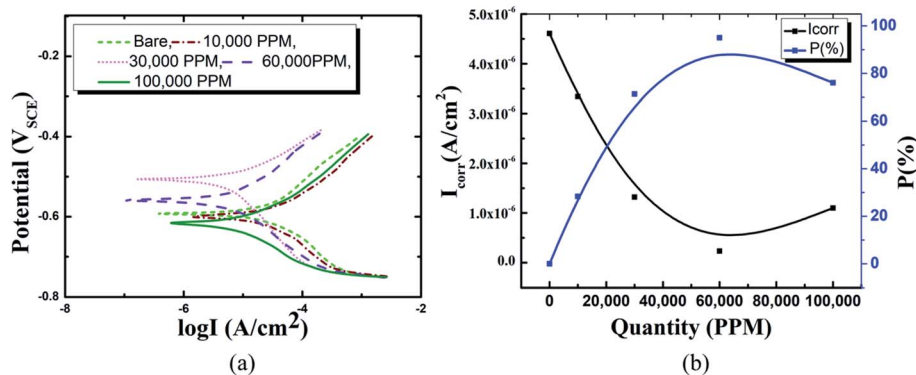 (a)
-0.2
-0.4
-0.6
-0.8
Potential (V_SCE)
Bare, 10,000 PPM,
30,000 PPM, 60,000PPM,
100,000 PPM
-8 -6 -4 -2
logI (A/cm²)
(a)
(b)
5.0x10⁻⁶
4.0x10⁻⁶
3.0x10⁻⁶
2.0x10⁻⁶
1.0x10⁻⁶
0.0
I_corr(A/cm²)
Icorr
P(%)
100
80
60
40
20
0
P(%)
0 20,000 40,000 60,000 80,000 100,000
Quantity (PPM)
(b)